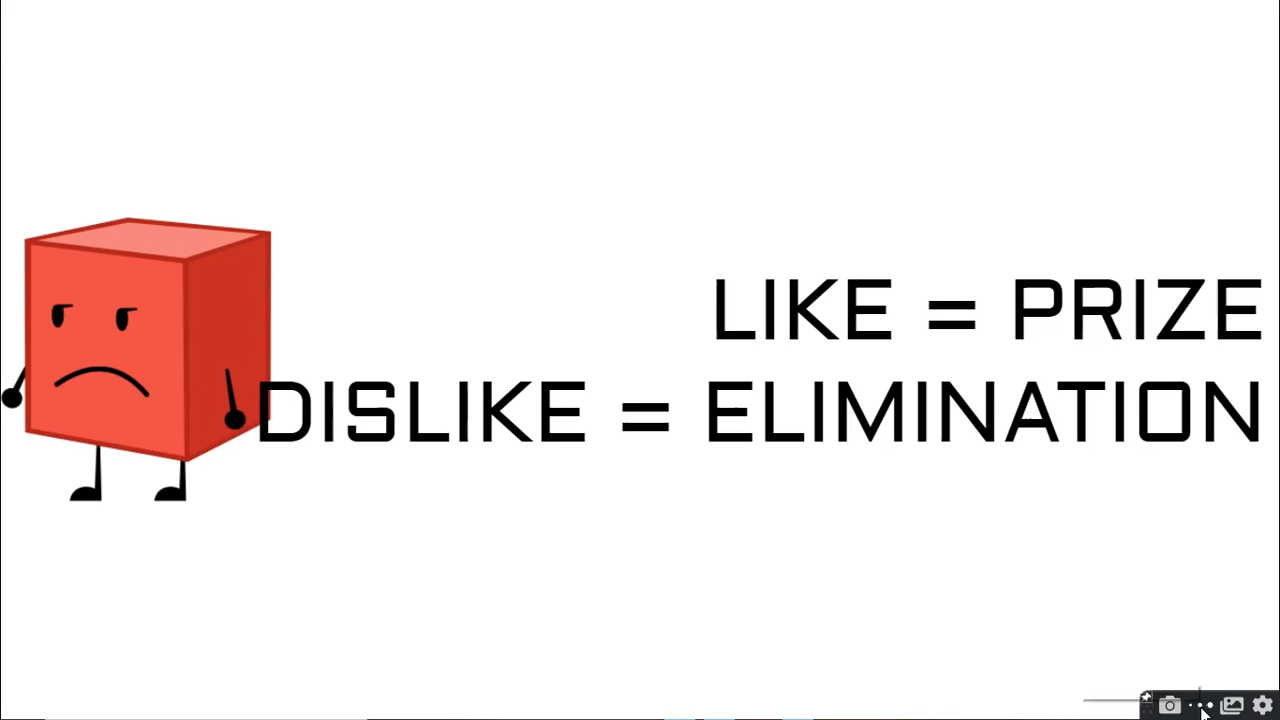 LIKE = PRIZE
DISLIKE = ELIMINATION